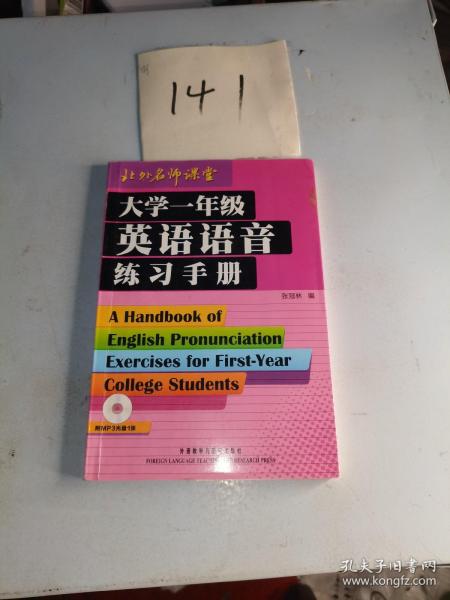 141
北外名师课堂
大学一年级
英语语音
练习手册
张冠林 编
A Handbook of
English Pronunciation
Exercises for First-Year
College Students
附MP3光盘1张
外语教学与研究出版社
FOREIGN LANGUAGE TEACHING AND RESEARCH PRESS
孔夫子旧书网
www.kongfz.com